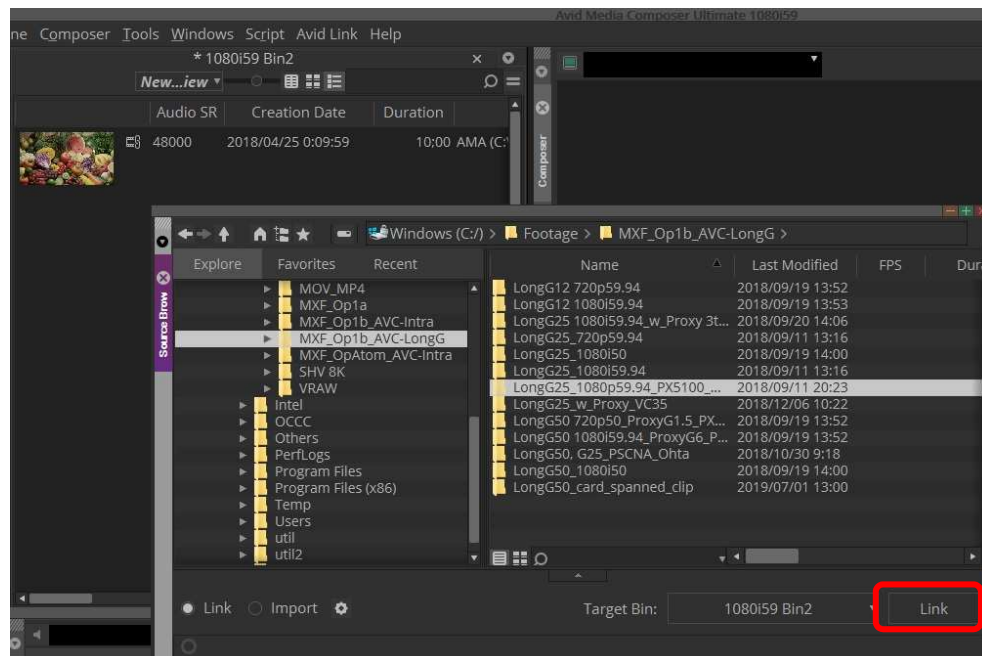 Avid Media Composer Ultimate 1080i59
ne Composer Tools Windows Script Avid Link Help
* 1080i59 Bin2
New...iew
Audio SR Creation Date Duration
48000 2018/04/25 0:09:59 10;00 AMA (C:
Composer
Windows (C:/) > Footage > MXF_Op1b_AVC-LongG >
Explore Favorites Recent
Name Last Modified FPS Dura
Source Brow
MOV_MP4
MXF_Op1a
MXF_Op1b_AVC-Intra
MXF_Op1b_AVC-LongG
MXF_OpAtom_AVC-Intra
SHV 8K
VRAW
Intel
OCCC
Others
PerfLogs
Program Files
Program Files (x86)
Temp
Users
util
util2
LongG12 720p59.94 2018/09/19 13:52
LongG12 1080i59.94 2018/09/19 13:53
LongG25 1080i59.94_w_Proxy 3t... 2018/09/20 14:06
LongG25_720p59.94 2018/09/11 13:16
LongG25_1080i50 2018/09/19 14:00
LongG25_1080i59.94 2018/09/11 13:16
LongG25_1080p59.94_PX5100_... 2018/09/11 20:23
LongG25_w_Proxy_VC35 2018/12/06 10:22
LongG50 720p50_ProxyG1.5_PX... 2018/09/19 13:52
LongG50 1080i59.94_ProxyG6_P... 2018/09/19 13:52
LongG50, G25_PSCNA_Ohta 2018/10/30 9:18
LongG50_1080i50 2018/09/19 14:00
LongG50_card_spanned_clip 2019/07/01 13:00
Link Import Target Bin: 1080i59 Bin2 Link